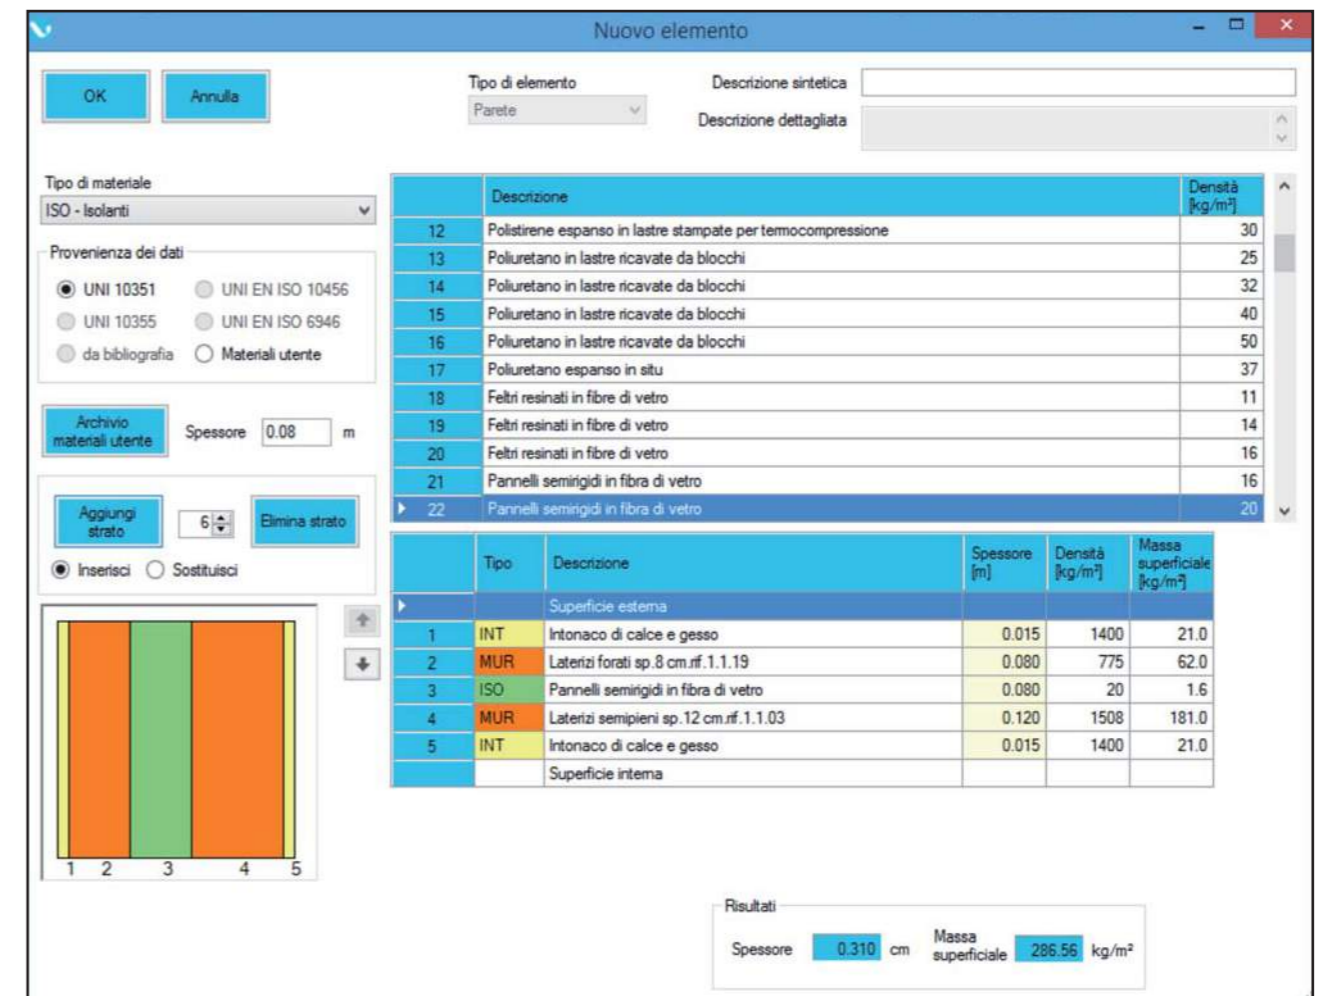 Nuovo elemento
OK
Annulla
Tipo di elemento
Parete
Descrizione sintetica
Descrizione dettagliata
Tipo di materiale
ISO - Isolanti
Provenienza dei dati
UNI 10351 UNI EN ISO 10456
UNI 10355 UNI EN ISO 6946
da bibliografia Materiali utente
Archivio
materiali utente
Spessore 0.08 m
Aggiungi
strato
6
Elimina strato
Inserisci Sostituisci
1 2 3 4 5
Descrizione Densità
[kg/m³]
12 Polistirene espanso in lastre stampate per termocompressione 30
13 Poliuretano in lastre ricavate da blocchi 25
14 Poliuretano in lastre ricavate da blocchi 32
15 Poliuretano in lastre ricavate da blocchi 40
16 Poliuretano in lastre ricavate da blocchi 50
17 Poliuretano espanso in situ 37
18 Feltri resinati in fibre di vetro 11
19 Feltri resinati in fibre di vetro 14
20 Feltri resinati in fibre di vetro 16
21 Pannelli semirigidi in fibra di vetro 16
22 Pannelli semirigidi in fibra di vetro 20
Tipo Descrizione Spessore
[m] Densità
[kg/m³] Massa
superficiale
[kg/m²]
Superficie esterna
1 INT Intonaco di calce e gesso 0.015 1400 21.0
2 MUR Laterizi forati sp.8 cm.rif.1.1.19 0.080 775 62.0
3 ISO Pannelli semirigidi in fibra di vetro 0.080 20 1.6
4 MUR Laterizi semipieni sp.12 cm.rif.1.1.03 0.120 1508 181.0
5 INT Intonaco di calce e gesso 0.015 1400 21.0
Superficie interna
Risultati
Spessore 0.310 cm
Massa
superficiale 286.56 kg/m²